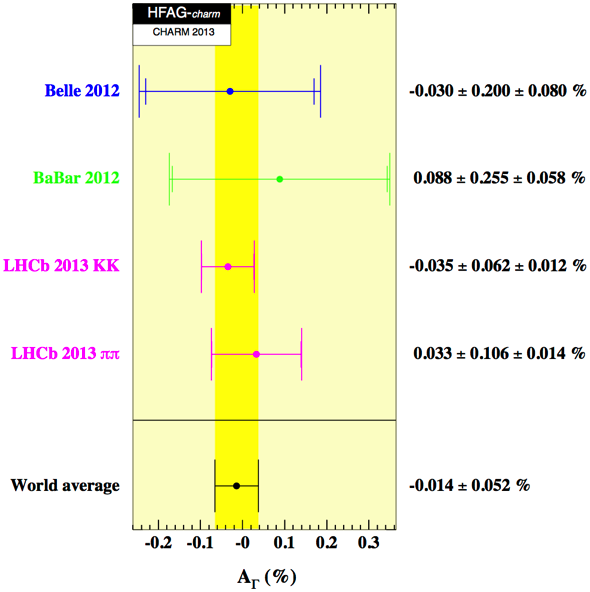 HFAG-charm
CHARM 2013
Belle 2012 -0.030 ± 0.200 ± 0.080 %
BaBar 2012 0.088 ± 0.255 ± 0.058 %
LHCb 2013 KK -0.035 ± 0.062 ± 0.012 %
LHCb 2013 ππ 0.033 ± 0.106 ± 0.014 %
World average -0.014 ± 0.052 %
-0.2 -0.1 -0 0.1 0.2 0.3
AΓ (%)